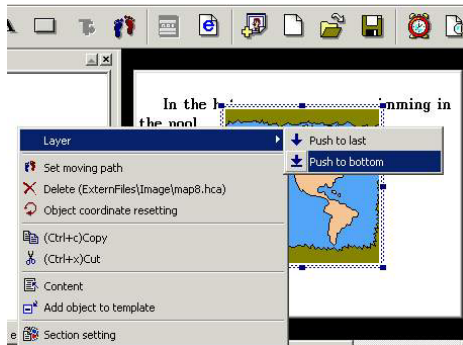 In the h
mming in
the pool
Layer
Push to last
Push to bottom
Set moving path
Delete (ExternFiles\Image\map8.hca)
Object coordinate resetting
(Ctrl+c)Copy
(Ctrl+x)Cut
Content
Add object to template
e
Section setting